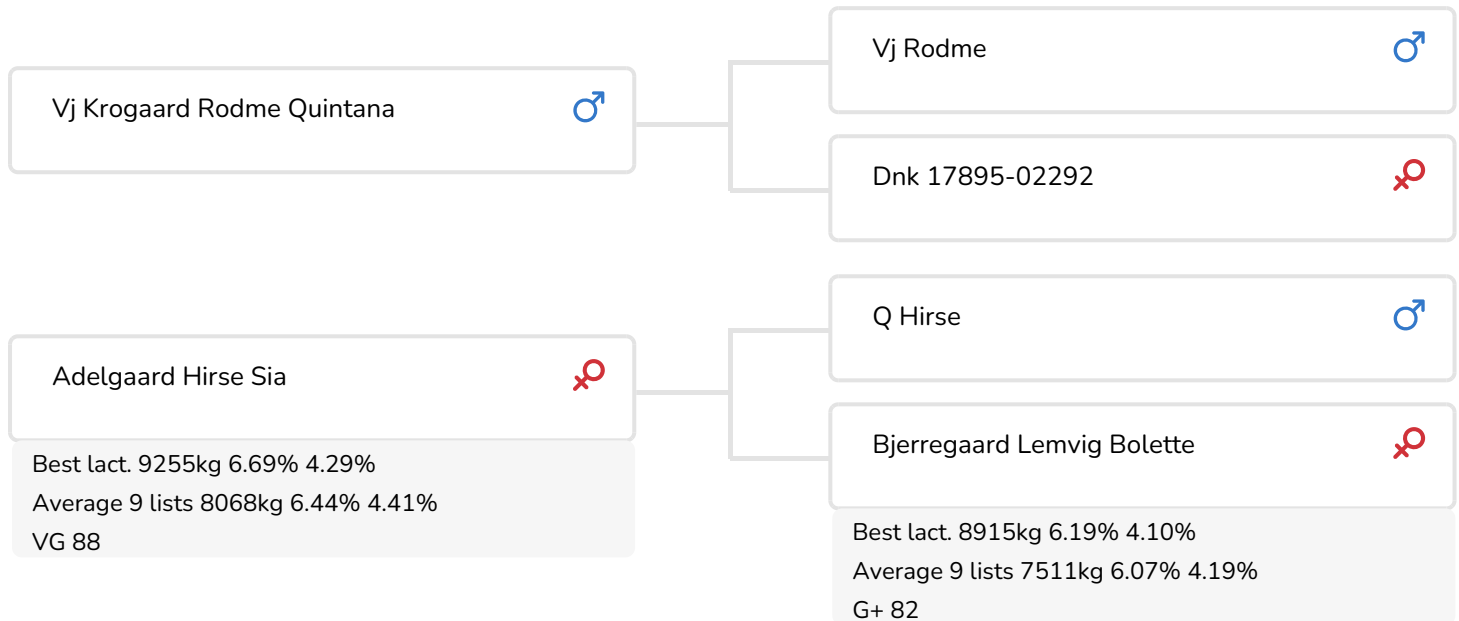 Vj Krogaard Rodme Quintana
Vj Rodme
Dnk 17895-02292
Adelgaard Hirse Sia
Best lact. 9255kg 6.69% 4.29%
Average 9 lists 8068kg 6.44% 4.41%
VG 88
Q Hirse
Bjerregaard Lemvig Bolette
Best lact. 8915kg 6.19% 4.10%
Average 9 lists 7511kg 6.07% 4.19%
G+ 82